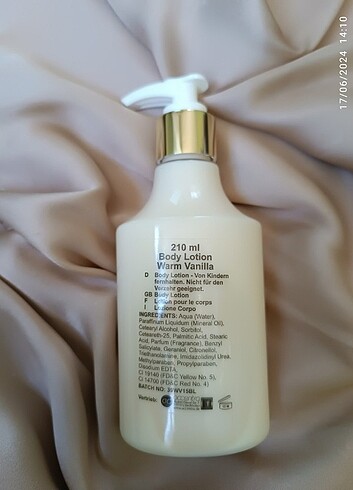 17/06/2024 14:10
210 ml
Body Lotion
Warm Vanilla
D Body Lotion - Von Kindern
fernhalten. Nicht für den
Verzehr geeignet.
GB Body Lotion
F Lotion pour le corps
I Lozione Corpo
INGREDIENTS: Aqua (Water),
Paraffinum Liquidum (Mineral Oil),
Cetearyl Alcohol, Sorbitol,
Ceteareth-25, Palmitic Acid, Stearic
Acid, Parfum (Fragrance), Benzyl
Salicylate, Geraniol, Citronellol,
Triethanolamine, Imidazolidinyl Urea,
Methylparaben, Propylparaben,
Disodium EDTA,
CI 19140 (FD&C Yellow No. 5),
CI 14700 (FD&C Red No. 4)
BATCH NO.
Vertrieb: